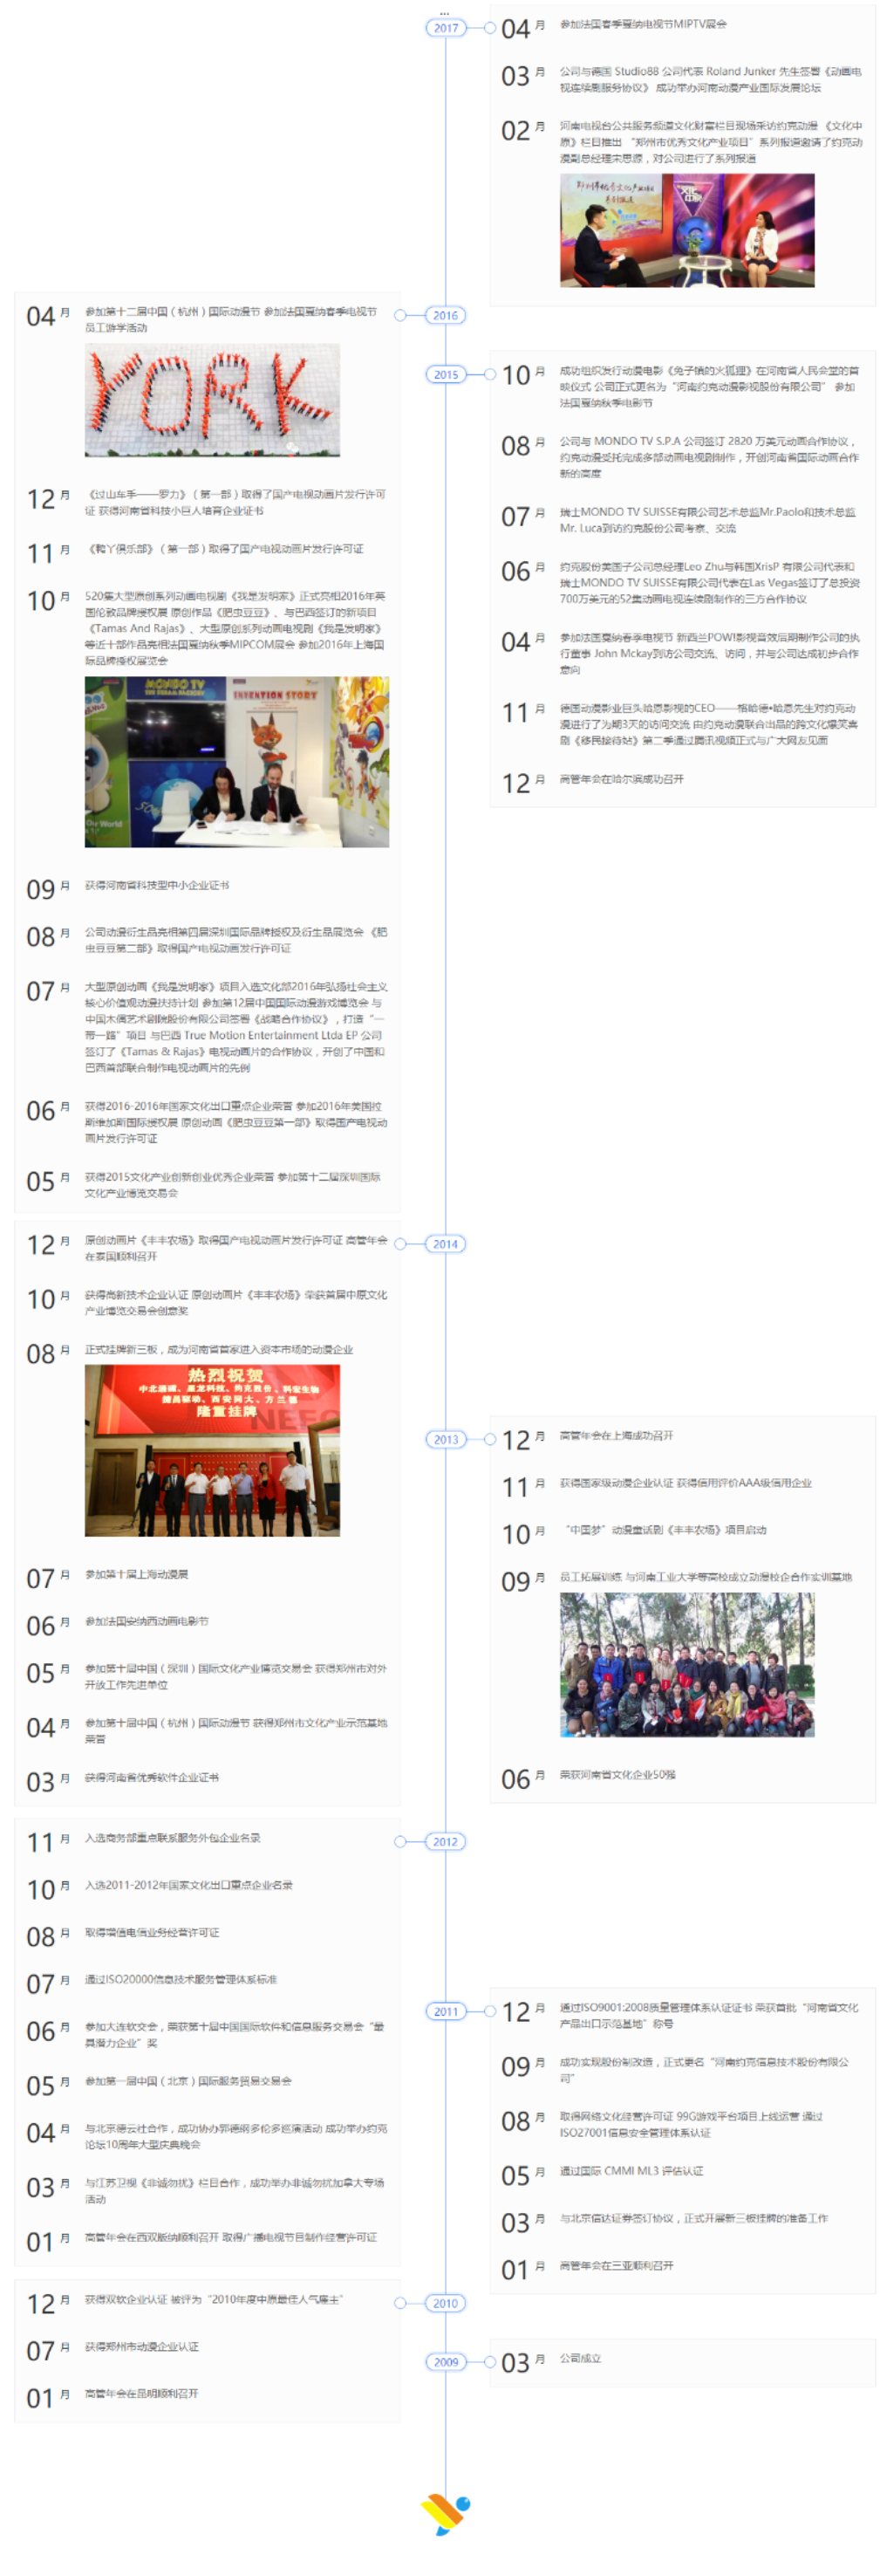 ...
2017
04 月 参加法国春季戛纳电视节MIPTV展会
03 月 公司与德国 Studio88 公司代表 Roland Junker 先生签署《动画电
视连续剧服务协议》 成功举办河南动漫产业国际发展论坛
02 月 河南电视台公共服务频道文化财富栏目现场采访约克动漫 《文化中
原》栏目推出 “郑州市优秀文化产业项目” 系列报道邀请了约克动
漫副总经理宋思源，对公司进行了系列报道
2016
04 月 参加第十二届中国（杭州）国际动漫节 参加法国戛纳春季电视节
员工游学活动
YORK
12 月 《过山车手——罗力》（第一部）取得了国产电视动画片发行许可
证 获得河南省科技小巨人培育企业证书
11 月 《鸭丫俱乐部》（第一部）取得了国产电视动画片发行许可证
10 月 520集大型原创系列动画电视剧《我是发明家》正式亮相2016年英
国伦敦品牌授权展 原创作品《肥虫豆豆》、与巴西签订的新项目
《Tamas And Rajas》、大型原创系列动画电视剧《我是发明家》
等近十部作品亮相法国戛纳秋季MIPCOM展会 参加2016年上海国
际品牌授权展览会
MONDO TV
THE DREAM FACTORY
INVENTION STORY
09 月 获得河南省科技型中小企业证书
08 月 公司动漫衍生品亮相第四届深圳国际品牌授权及衍生品展览会 《肥
虫豆豆第二部》取得国产电视动画发行许可证
07 月 大型原创动画《我是发明家》项目入选文化部2016年弘扬社会主义
核心价值观动漫扶持计划 参加第12届中国国际动漫游戏博览会 与
中国木偶艺术剧院股份有限公司签署《战略合作协议》，打造“一
带一路”项目 与巴西 True Motion Entertainment Ltda EP 公司
签订了《Tamas & Rajas》电视动画片的合作协议，开创了中国和
巴西首部联合制作电视动画片的先例
06 月 获得2016-2016年国家文化出口重点企业荣誉 参加2016年美国拉
斯维加斯国际授权展 原创动画《肥虫豆豆第一部》取得国产电视动
画片发行许可证
05 月 获得2015文化产业创新创业优秀企业荣誉 参加第十二届深圳国际
文化产业博览交易会
2015
10 月 成功组织发行动漫电影《兔子镇的火狐狸》在河南省人民会堂的首
映仪式 公司正式更名为“河南约克动漫影视股份有限公司” 参加
法国戛纳秋季电影节
08 月 公司与 MONDO TV S.P.A 公司签订 2820 万美元动画合作协议，
约克动漫受托完成多部动画电视剧制作，开创河南省国际动画合作
新的高度
07 月 瑞士MONDO TV SUISSE有限公司艺术总监Mr.Paolo和技术总监
Mr. Luca到访约克股份公司考察、交流
06 月 约克股份美国子公司总经理Leo Zhu与韩国XrisP 有限公司代表和
瑞士MONDO TV SUISSE有限公司代表在Las Vegas签订了总投资
700万美元的52集动画电视连续剧制作的三方合作协议
04 月 参加法国戛纳春季电视节 新西兰POWI影视音效后期制作公司的执
行董事 John Mckay到访公司交流、访问，并与公司达成初步合作
意向
11 月 德国动漫影业巨头哈恩影视的CEO——格哈德•哈恩先生对约克动
漫进行了为期3天的访问交流 由约克动漫联合出品的跨文化爆笑喜
剧《移民接待站》第二季通过腾讯视频正式与广大网友见面
12 月 高管年会在哈尔滨成功召开
2014
12 月 原创动画片《丰丰农场》取得国产电视动画片发行许可证 高管年会
在泰国顺利召开
10 月 获得高新技术企业认证 原创动画片《丰丰农场》荣获首届中原文化
产业博览交易会创意奖
08 月 正式挂牌新三板，成为河南省首家进入资本市场的动漫企业
热烈祝贺
隆重挂牌
07 月 参加第十届上海动漫展
06 月 参加法国安纳西动画电影节
05 月 参加第十届中国（深圳）国际文化产业博览交易会 获得郑州市对外
开放工作先进单位
04 月 参加第十届中国（杭州）国际动漫节 获得郑州市文化产业示范基地
荣誉
03 月 获得河南省优秀软件企业证书
2013
12 月 高管年会在上海成功召开
11 月 获得国家级动漫企业认证 获得信用评价AAA级信用企业
10 月 “中国梦”动漫童话剧《丰丰农场》项目启动
09 月 员工拓展训练 与河南工业大学等高校成立动漫校企合作实训基地
06 月 荣获河南省文化企业50强
2012
11 月 入选商务部重点联系服务外包企业名录
10 月 入选2011-2012年国家文化出口重点企业名录
08 月 取得增值电信业务经营许可证
07 月 通过ISO20000信息技术服务管理体系标准
06 月 参加大连软交会，荣获第十届中国国际软件和信息服务交易会“最
具潜力企业”奖
05 月 参加第一届中国（北京）国际服务贸易交易会
04 月 与北京德云社合作，成功协办郭德纲多伦多巡演活动 成功举办约克
论坛10周年大型庆典晚会
03 月 与江苏卫视《非诚勿扰》栏目合作，成功举办非诚勿扰加拿大专场
活动
01 月 高管年会在西双版纳顺利召开 取得广播电视节目制作经营许可证
2011
12 月 通过ISO9001:2008质量管理体系认证证书 荣获首批“河南省文化
产品出口示范基地”称号
09 月 成功实现股份制改造，正式更名“河南约克信息技术股份有限公
司”
08 月 取得网络文化经营许可证 99G游戏平台项目上线运营 通过
ISO27001信息安全管理体系认证
05 月 通过国际 CMMI ML3 评估认证
03 月 与北京信达证券签订协议，正式开展新三板挂牌的准备工作
01 月 高管年会在三亚顺利召开
2010
12 月 获得双软企业认证 被评为“2010年度中原最佳人气雇主”
07 月 获得郑州市动漫企业认证
01 月 高管年会在昆明顺利召开
2009
03 月 公司成立